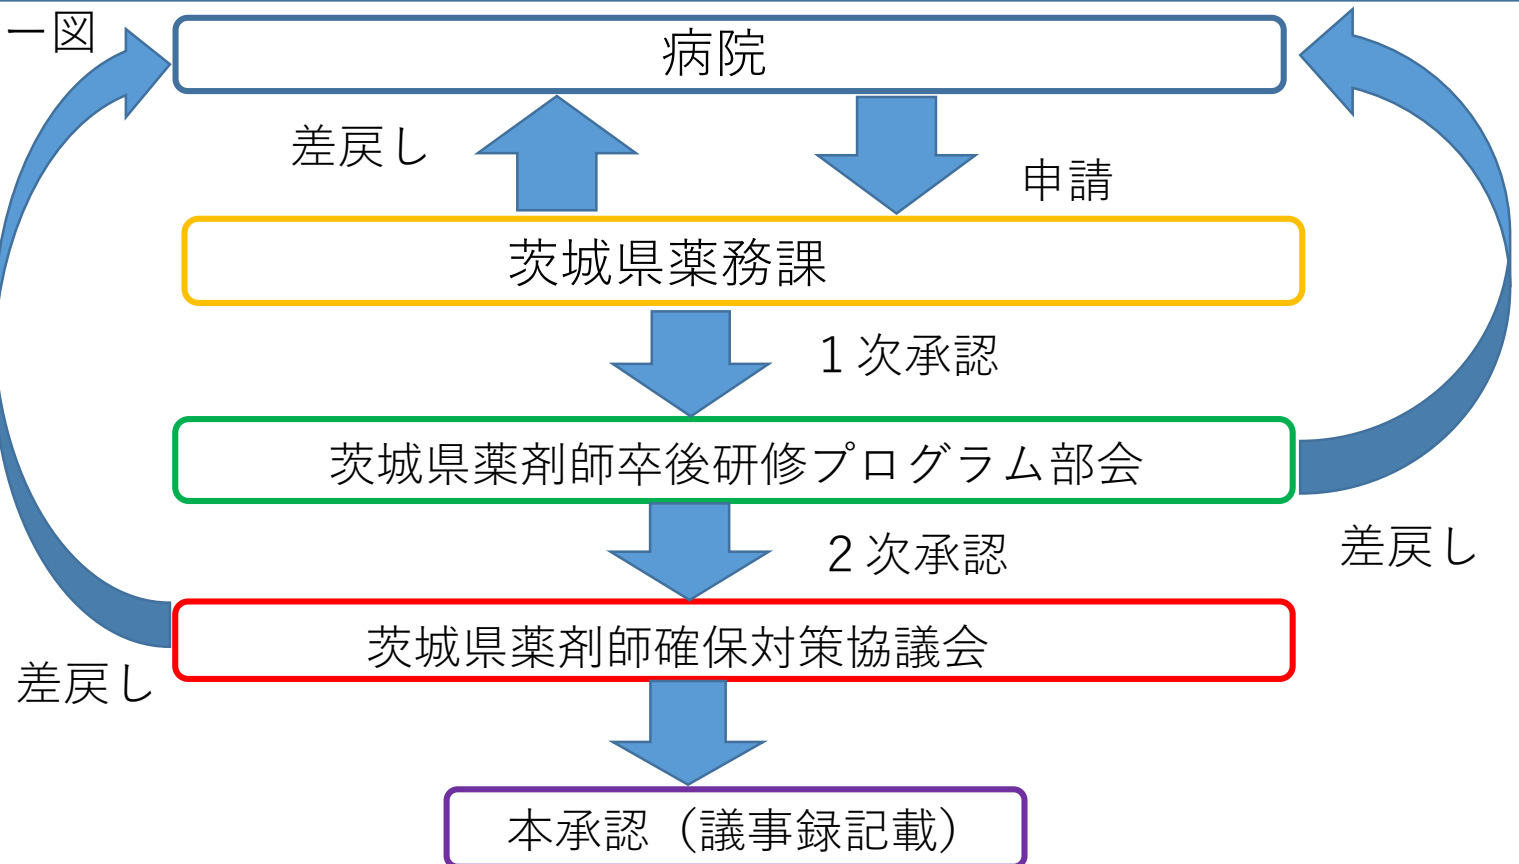 ー図
病院
差戻し
申請
茨城県薬務課
１次承認
茨城県薬剤師卒後研修プログラム部会
２次承認
差戻し
茨城県薬剤師確保対策協議会
差戻し
本承認（議事録記載）